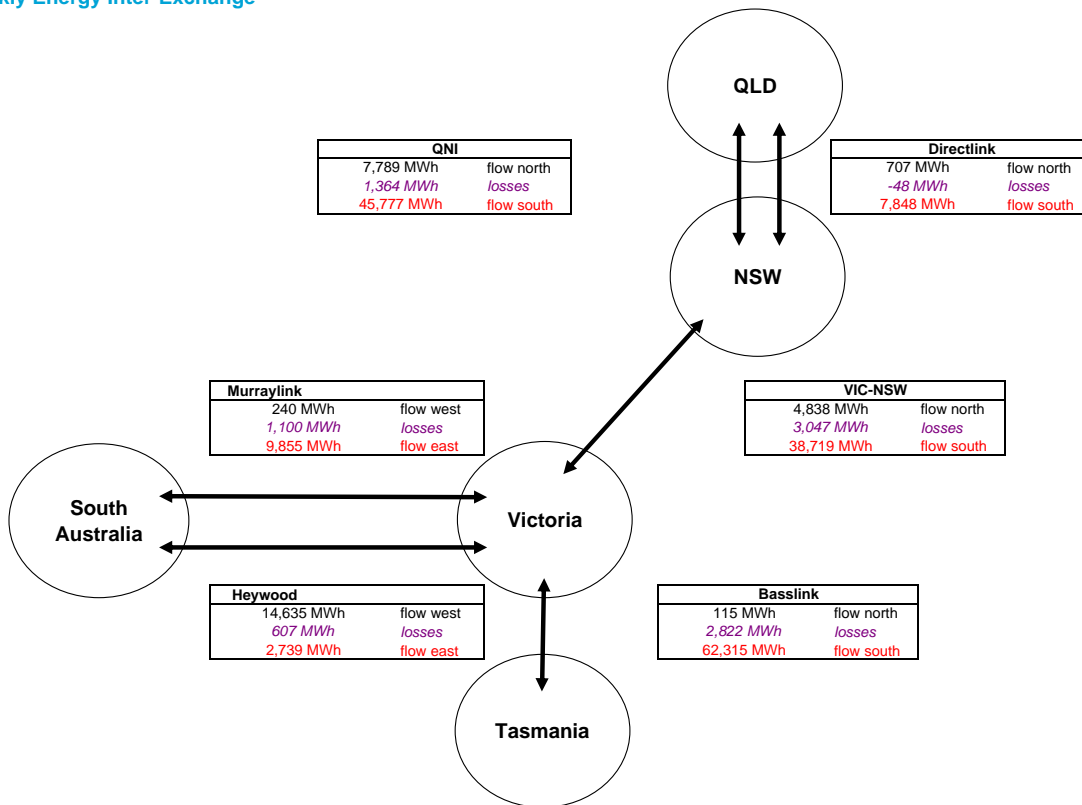 Energy Inter Exchange
QLD
QNI
7,789 MWh flow north
1,364 MWh losses
45,777 MWh flow south
Directlink
707 MWh flow north
-48 MWh losses
7,848 MWh flow south
NSW
Murraylink
240 MWh flow west
1,100 MWh losses
9,855 MWh flow east
VIC-NSW
4,838 MWh flow north
3,047 MWh losses
38,719 MWh flow south
South
Australia
Victoria
Heywood
14,635 MWh flow west
607 MWh losses
2,739 MWh flow east
Basslink
115 MWh flow north
2,822 MWh losses
62,315 MWh flow south
Tasmania